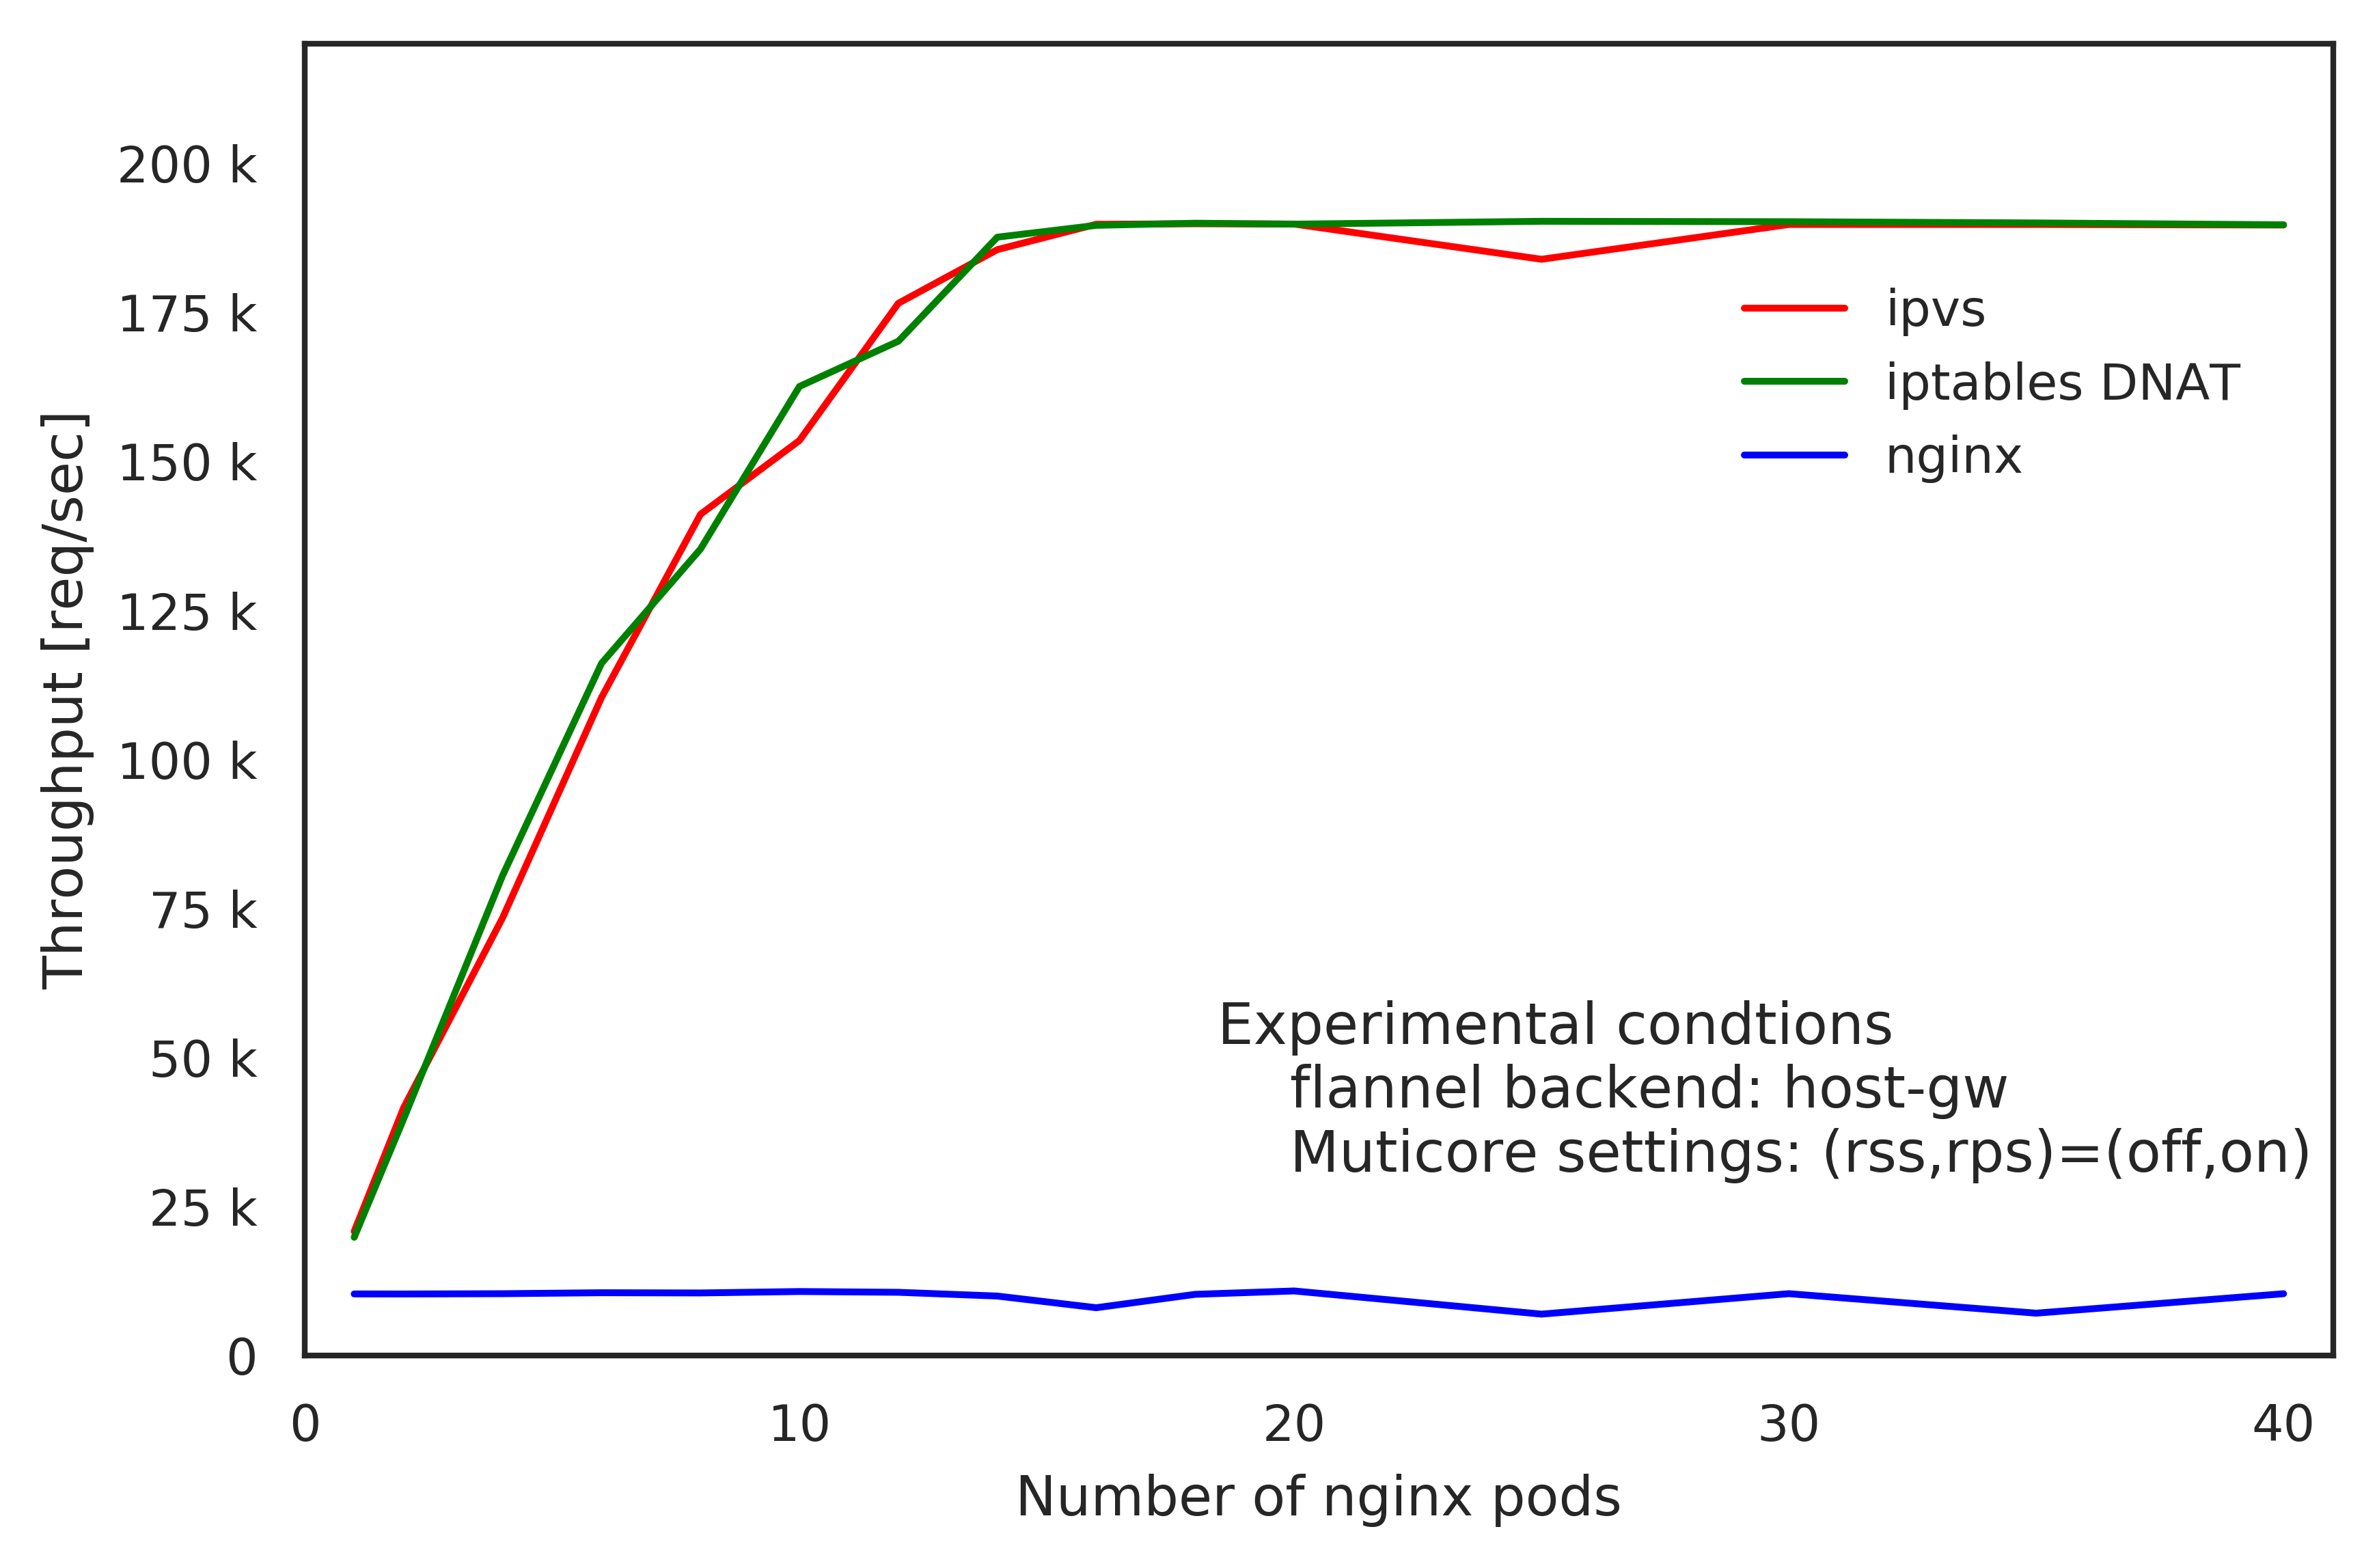 200 k
175 k
150 k
125 k
100 k
75 k
50 k
25 k
0
Throughput [req/sec]
ipvs
iptables DNAT
nginx
Experimental condtions
flannel backend: host-gw
Muticore settings: (rss,rps)=(off,on)
0 10 20 30 40
Number of nginx pods